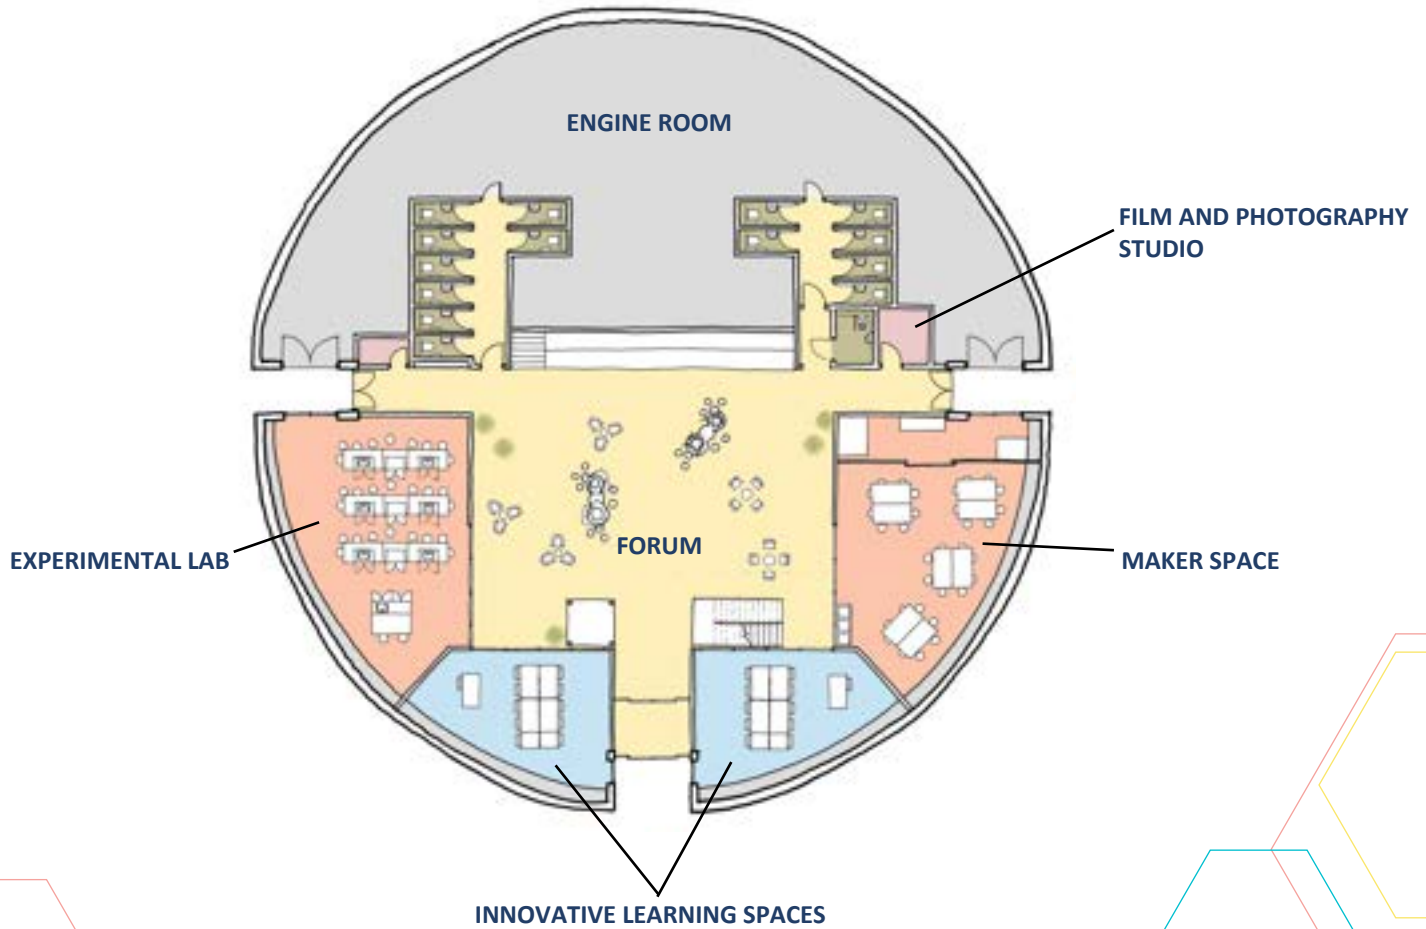 ENGINE ROOM
FILM AND PHOTOGRAPHY
STUDIO
FORUM
EXPERIMENTAL LAB
MAKER SPACE
INNOVATIVE LEARNING SPACES